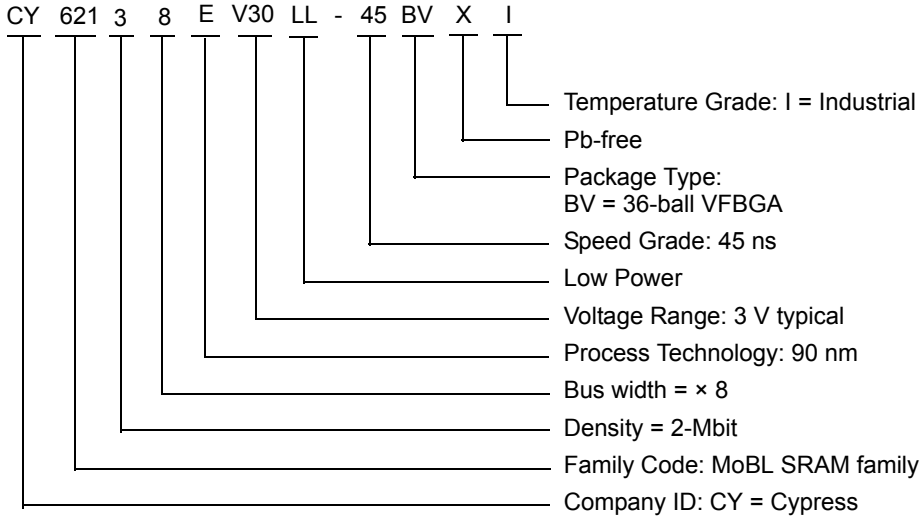 CY 621 3 8 E V30 LL - 45 BV X I
Temperature Grade: I = Industrial
Pb-free
Package Type:
BV = 36-ball VFBGA
Speed Grade: 45 ns
Low Power
Voltage Range: 3 V typical
Process Technology: 90 nm
Bus width = × 8
Density = 2-Mbit
Family Code: MoBL SRAM family
Company ID: CY = Cypress